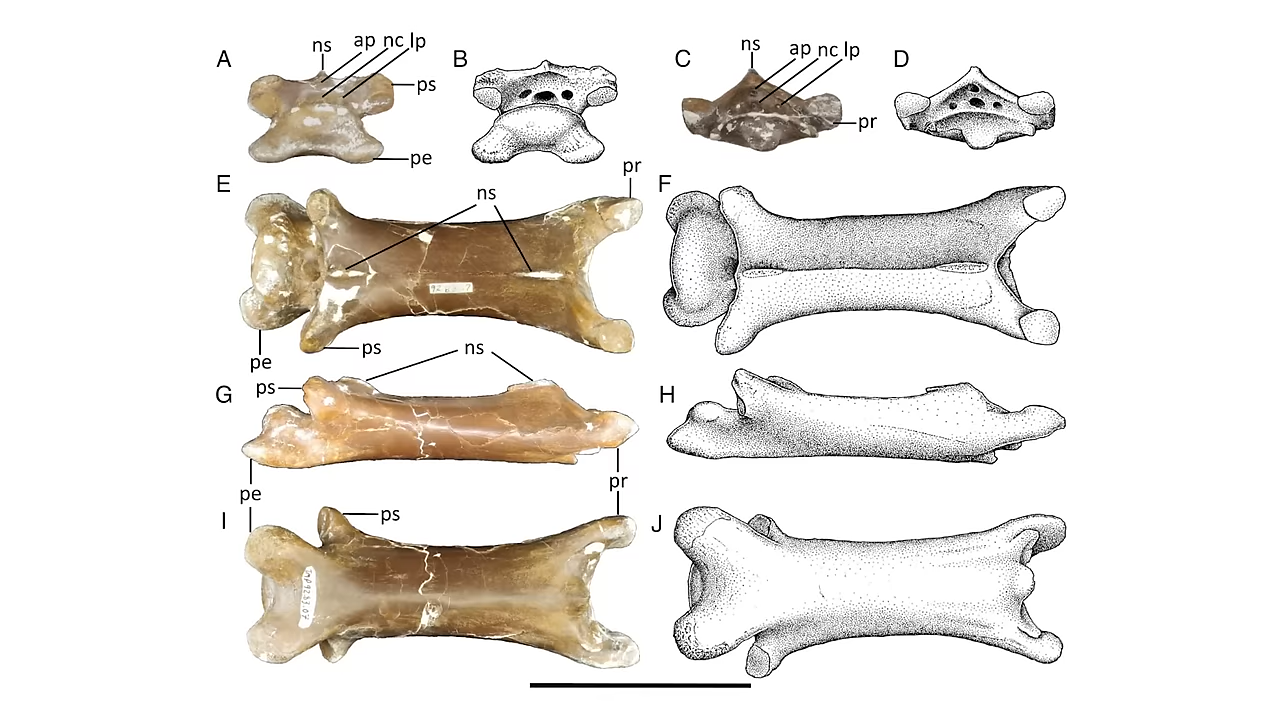 A ns ap nc lp ps pe
B
C ns ap nc lp pr
D
E ns pr pe ps
F
G ps ns pe pr
H
I ps
J